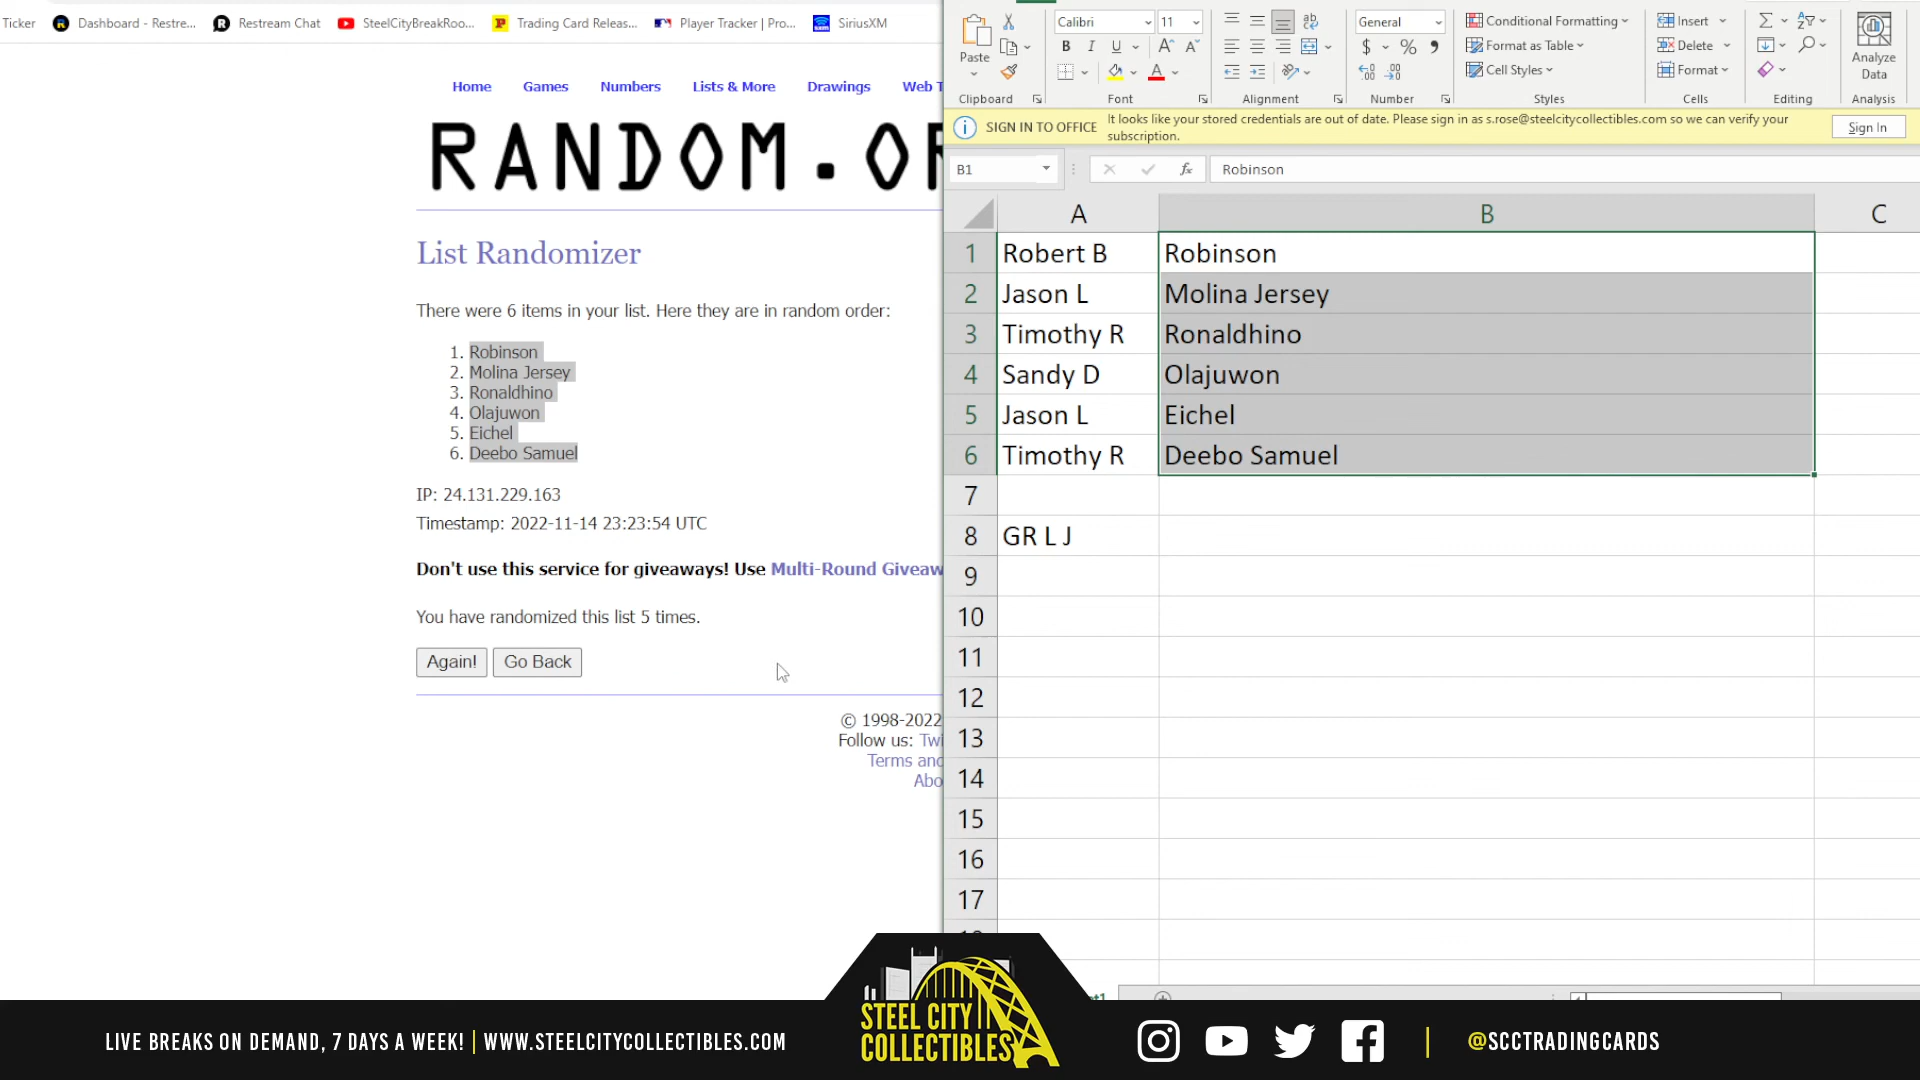 Ticker Dashboard - Restre... Restream Chat SteelCityBreakRoo... Trading Card Releas... Player Tracker | Pro... SiriusXM
Home Games Numbers Lists & More Drawings Web T
RANDOM.OR
List Randomizer
There were 6 items in your list. Here they are in random order:
1. Robinson
2. Molina Jersey
3. Ronaldhino
4. Olajuwon
5. Eichel
6. Deebo Samuel
IP: 24.131.229.163
Timestamp: 2022-11-14 23:23:54 UTC
Don't use this service for giveaways! Use Multi-Round Giveaw
You have randomized this list 5 times.
Again! Go Back
© 1998-2022
Follow us: Twi
Terms and
Abo
Paste
Calibri 11
B I U
General
$ %
Conditional Formatting
Format as Table
Cell Styles
Insert
Delete
Format
Analyze
Data
Clipboard Font Alignment Number Styles Cells Editing Analysis
SIGN IN TO OFFICE It looks like your stored credentials are out of date. Please sign in as s.rose@steelcitycollectibles.com so we can verify your
subscription.
Sign In
B1 fx Robinson
A B C
1 Robert B Robinson
2 Jason L Molina Jersey
3 Timothy R Ronaldhino
4 Sandy D Olajuwon
5 Jason L Eichel
6 Timothy R Deebo Samuel
7
8 GR L J
9
10
11
12
13
14
15
16
17
LIVE BREAKS ON DEMAND, 7 DAYS A WEEK! | WWW.STEELCITYCOLLECTIBLES.COM
STEEL CITY
COLLECTIBLES
@SCCTRADINGCARDS